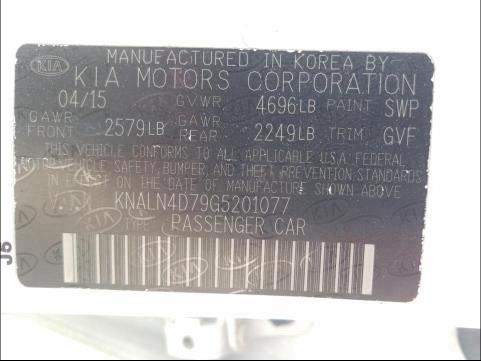 MANUFACTURED IN KOREA BY
KIA KIA MOTORS CORPORATION
04/15 GVWR 4696LB PAINT SWP
GAWR FRONT 2579LB GAWR REAR 2249LB TRIM GVF
THIS VEHICLE CONFORMS TO ALL APPLICABLE U.S.A FEDERAL
MOTOR VEHICLE SAFETY, BUMPER, AND THEFT PREVENTION STANDARDS
IN EFFECT ON THE DATE OF MANUFACTURE SHOWN ABOVE
KNALN4D79G5201077
TYPE PASSENGER CAR